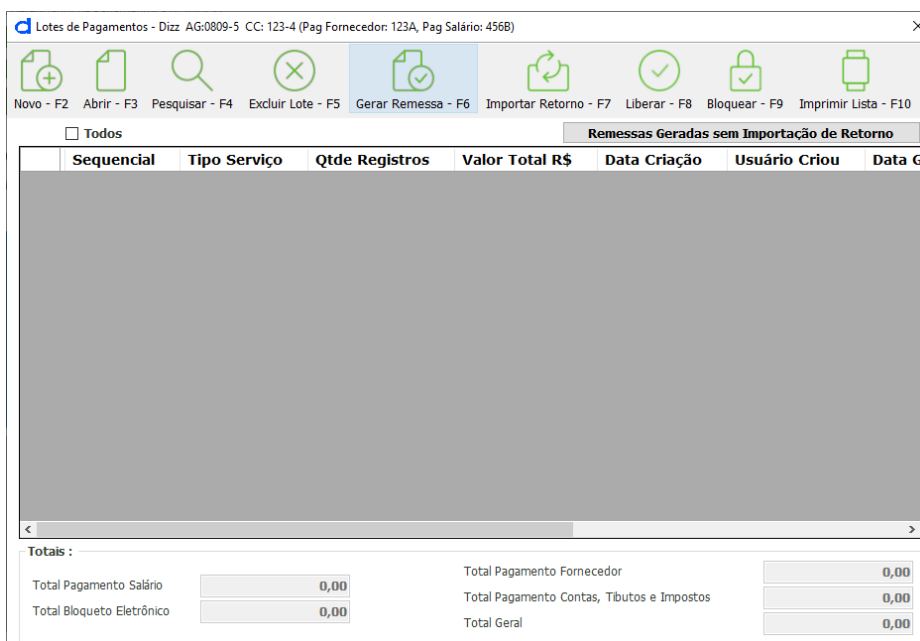 Lotes de Pagamentos - Dizz AG:0809-5 CC: 123-4 (Pag Fornecedor: 123A, Pag Salário: 456B)
Novo - F2 Abrir - F3 Pesquisar - F4 Excluir Lote - F5 Gerar Remessa - F6 Importar Retorno - F7 Liberar - F8 Bloquear - F9 Imprimir Lista - F10
Todos Remessas Geradas sem Importação de Retorno
Sequencial Tipo Serviço Qtde Registros Valor Total R$ Data Criação Usuário Criou Data G
Totais :
Total Pagamento Salário 0,00
Total Bloqueto Eletrônico 0,00
Total Pagamento Fornecedor 0,00
Total Pagamento Contas, Tibutos e Impostos 0,00
Total Geral 0,00